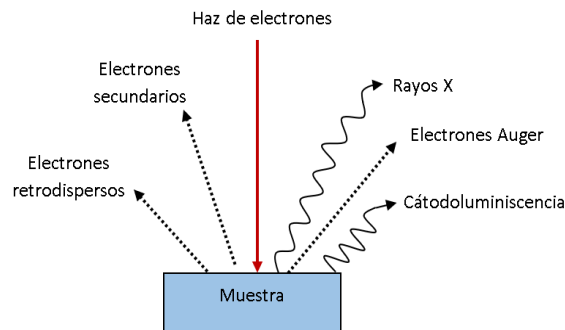 Haz de electrones
Electrones
secundarios
Rayos X
Electrones Auger
Electrones
retrodispersos
Cátodoluminiscencia
Muestra